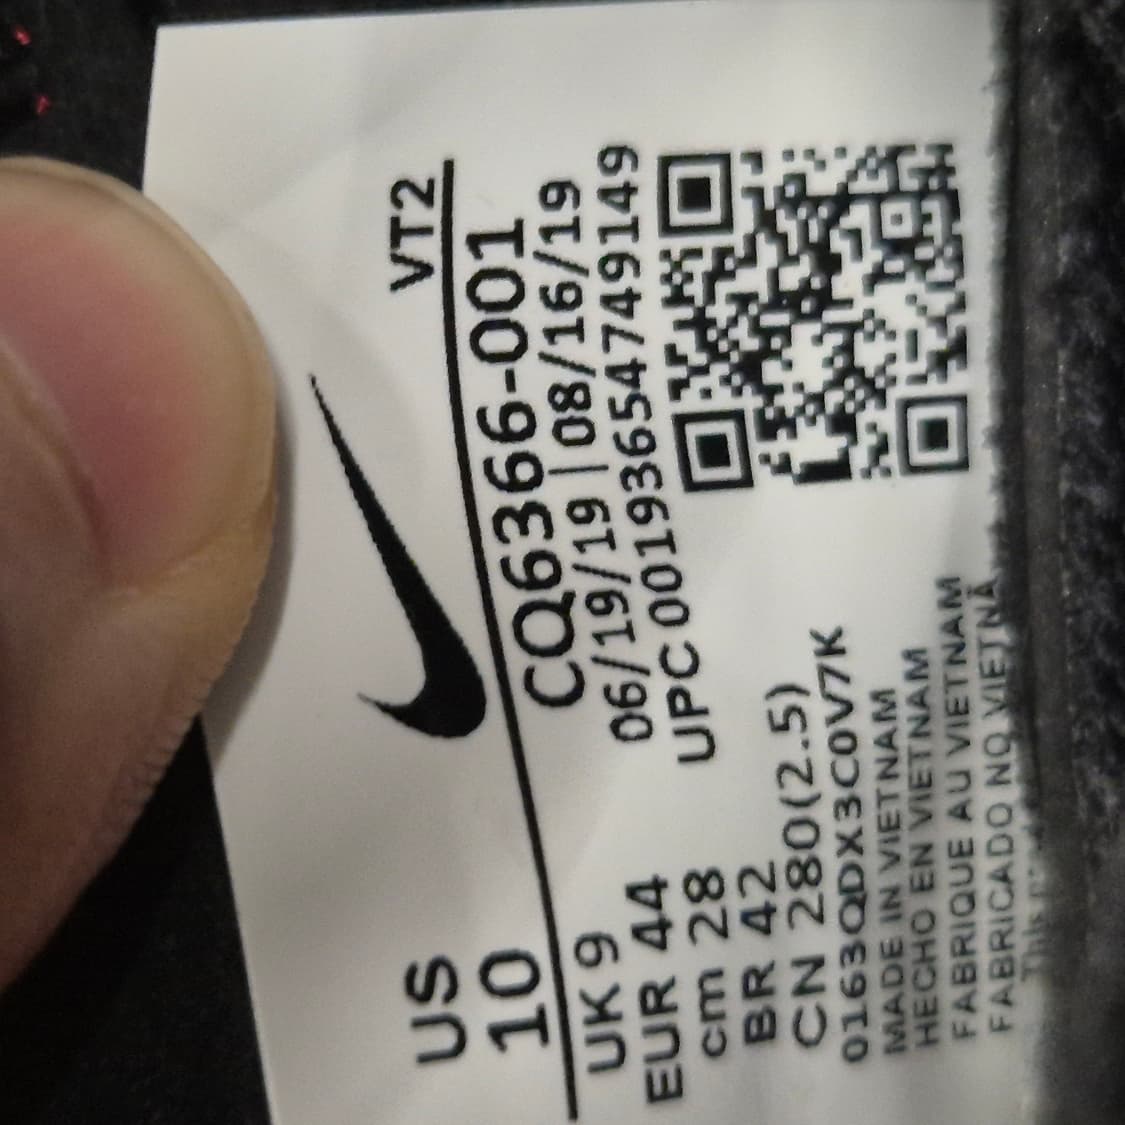 US
10
VT2
UK 9
EUR 44
cm 28
BR 42
CN 280(2.5)
CQ6366-001
06/19/19 | 08/16/19
UPC 00193654749149
0163QDX3C0V7K
MADE IN VIETNAM
HECHO EN VIETNAM
FABRIQUE AU VIETNAM
FABRICADO NO VIETNÃ